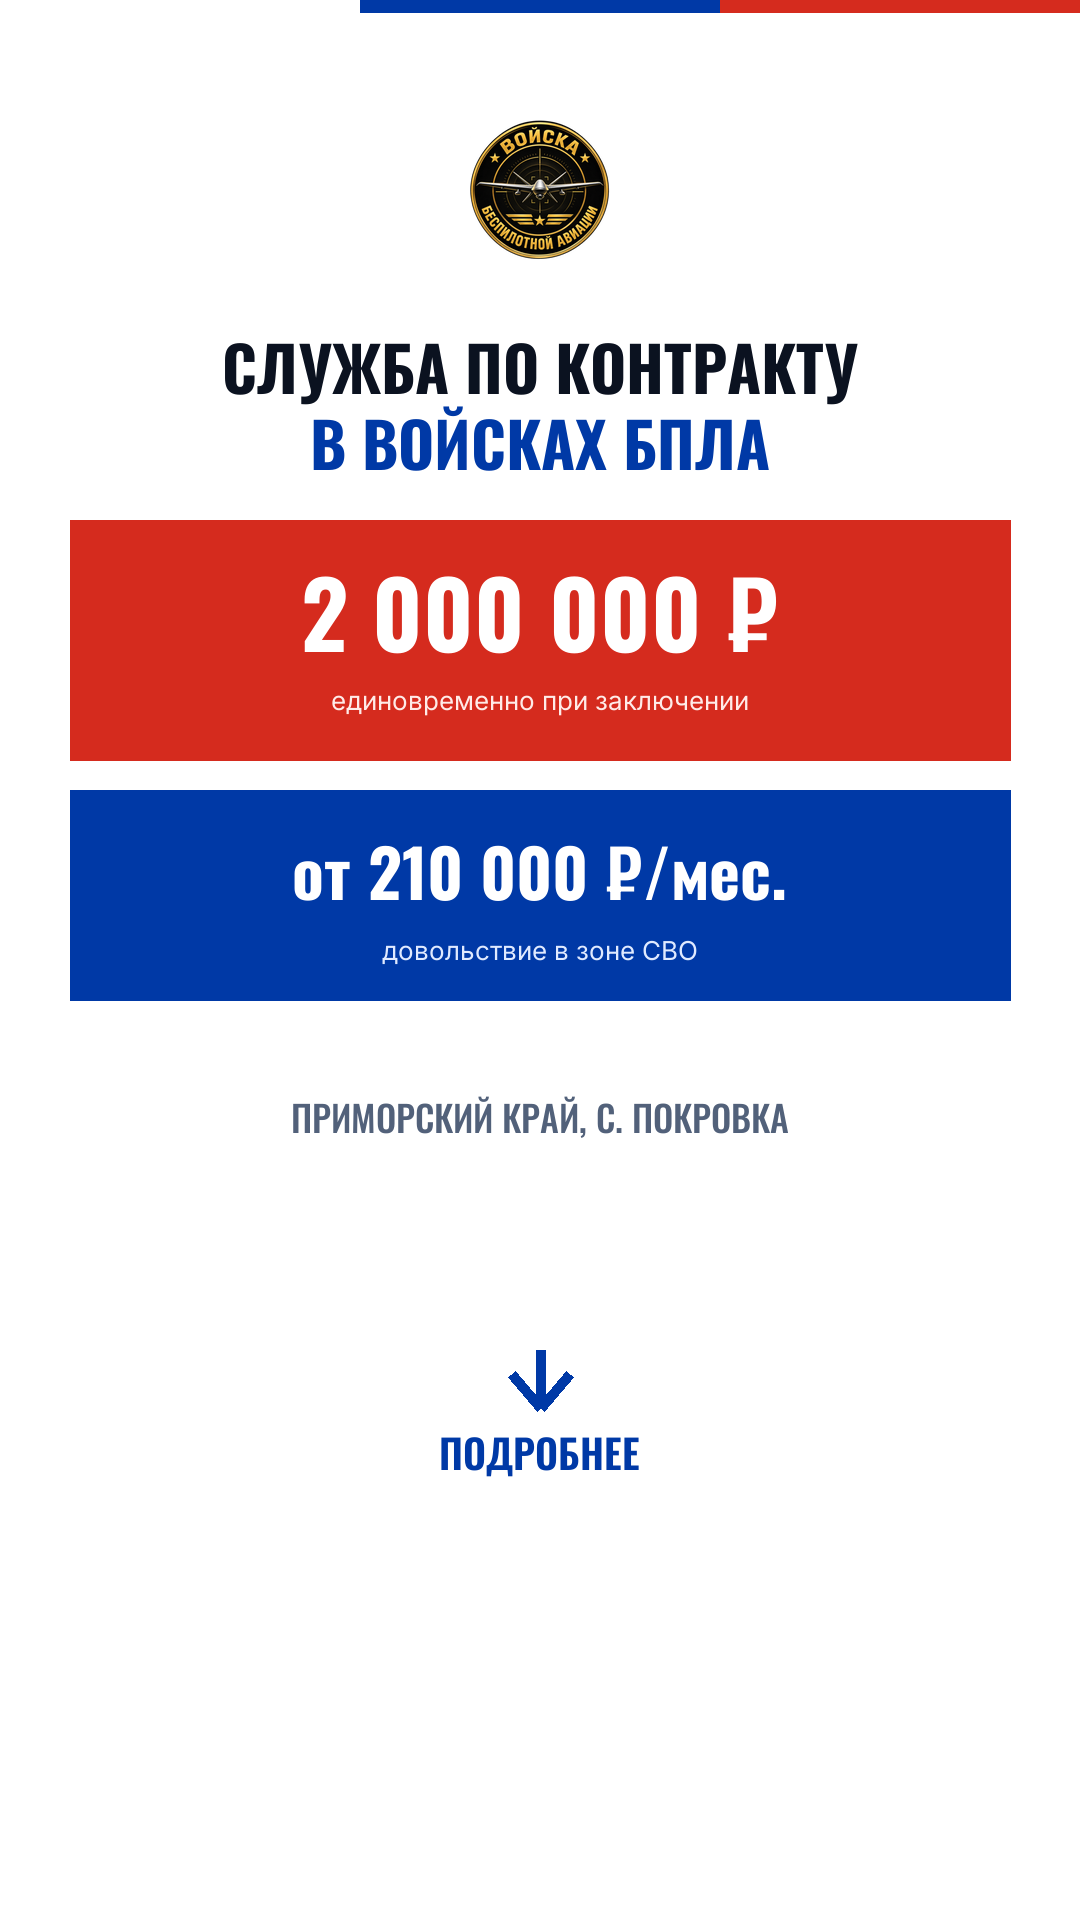 ВОЙСКА
БЕСПИЛОТНОЙ АВИАЦИИ
СЛУЖБА ПО КОНТРАКТУ
В ВОЙСКАХ БПЛА
2 000 000 ₽
единовременно при заключении
от 210 000 ₽/мес.
довольствие в зоне СВО
ПРИМОРСКИЙ КРАЙ, С. ПОКРОВКА
ПОДРОБНЕЕ